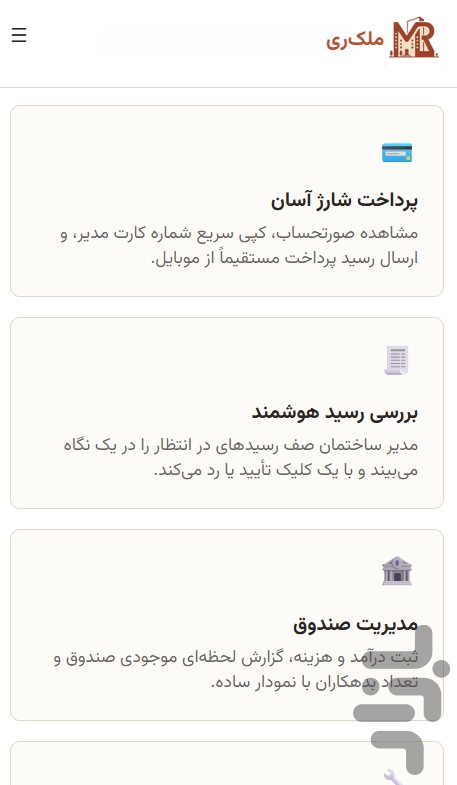 ملک‌ری
MR
پرداخت شارژ آسان
مشاهده صورتحساب، کپی سریع شماره کارت مدیر، و
ارسال رسید پرداخت مستقیماً از موبایل.
بررسی رسید هوشمند
مدیر ساختمان صف رسیدهای در انتظار را در یک نگاه
می‌بیند و با یک کلیک تأیید یا رد می‌کند.
مدیریت صندوق
ثبت درآمد و هزینه، گزارش لحظه‌ای موجودی صندوق و
تعداد بدهکاران با نمودار ساده.
بازار